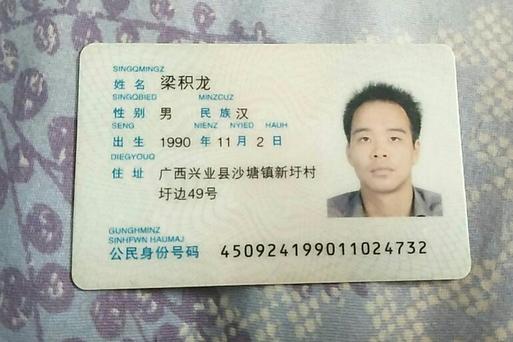 SINGQMINGZ
姓 名 梁积龙
SINGQBIED MINZCUZ
性 别 男 民 族 汉
SENG NIENZ NYIED HAUH
出 生 1990 年 11 月 2 日
DIEGYOUQ
住 址 广西兴业县沙塘镇新圩村
圩边49号
GUNGHMINZ
SINHFWN HAUMAJ
公民身份号码 450924199011024732